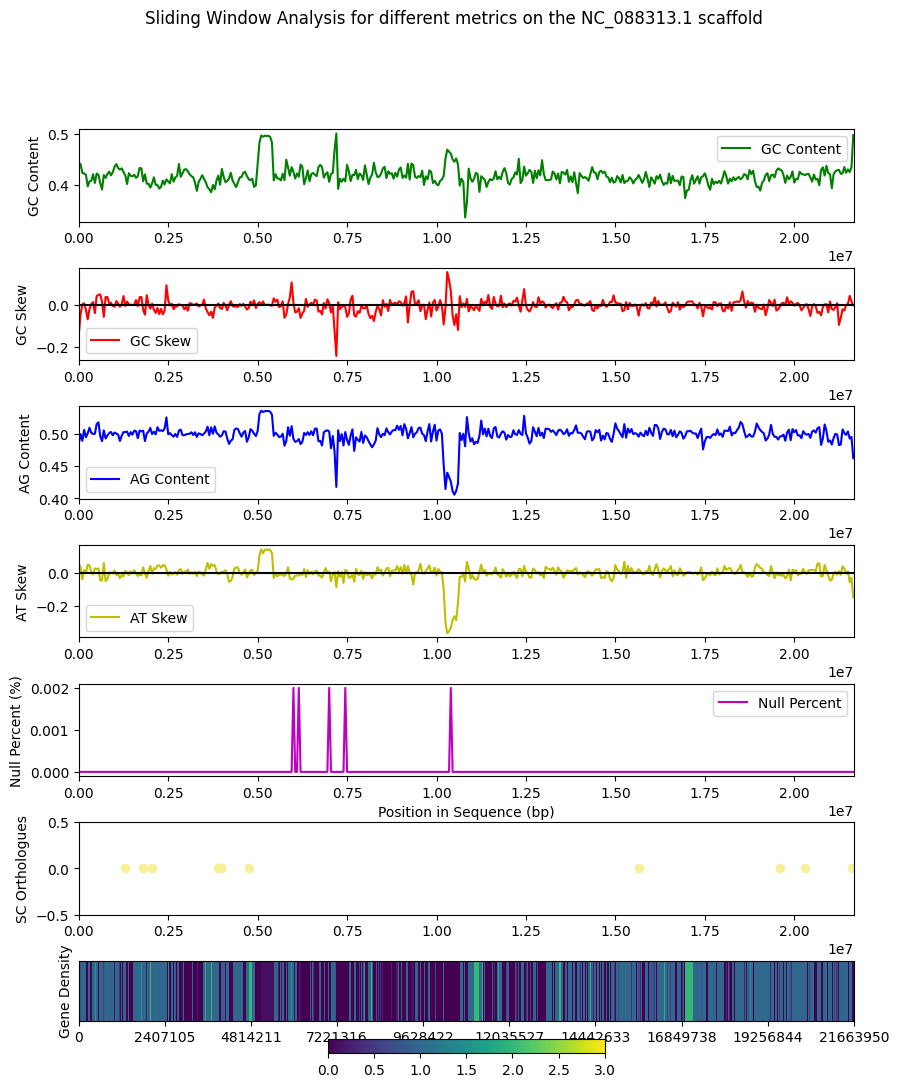 Sliding Window Analysis for different metrics on the NC_088313.1 scaffold
GC Content
0.5
0.4
GC Content
0.00 0.25 0.50 0.75 1.00 1.25 1.50 1.75 2.00
1e7
GC Skew
0.0
−0.2
GC Skew
0.00 0.25 0.50 0.75 1.00 1.25 1.50 1.75 2.00
1e7
AG Content
0.50
0.45
0.40
AG Content
0.00 0.25 0.50 0.75 1.00 1.25 1.50 1.75 2.00
1e7
AT Skew
0.0
−0.2
AT Skew
0.00 0.25 0.50 0.75 1.00 1.25 1.50 1.75 2.00
1e7
Null Percent (%)
0.002
0.001
0.000
Null Percent
0.00 0.25 0.50 0.75 1.00 1.25 1.50 1.75 2.00
Position in Sequence (bp)
1e7
SC Orthologues
0.5
0.0
−0.5
0.00 0.25 0.50 0.75 1.00 1.25 1.50 1.75 2.00
1e7
Gene Density
0 2407105 4814211 16849738 19256844 21663950
0.0 0.5 1.0 1.5 2.0 2.5 3.0